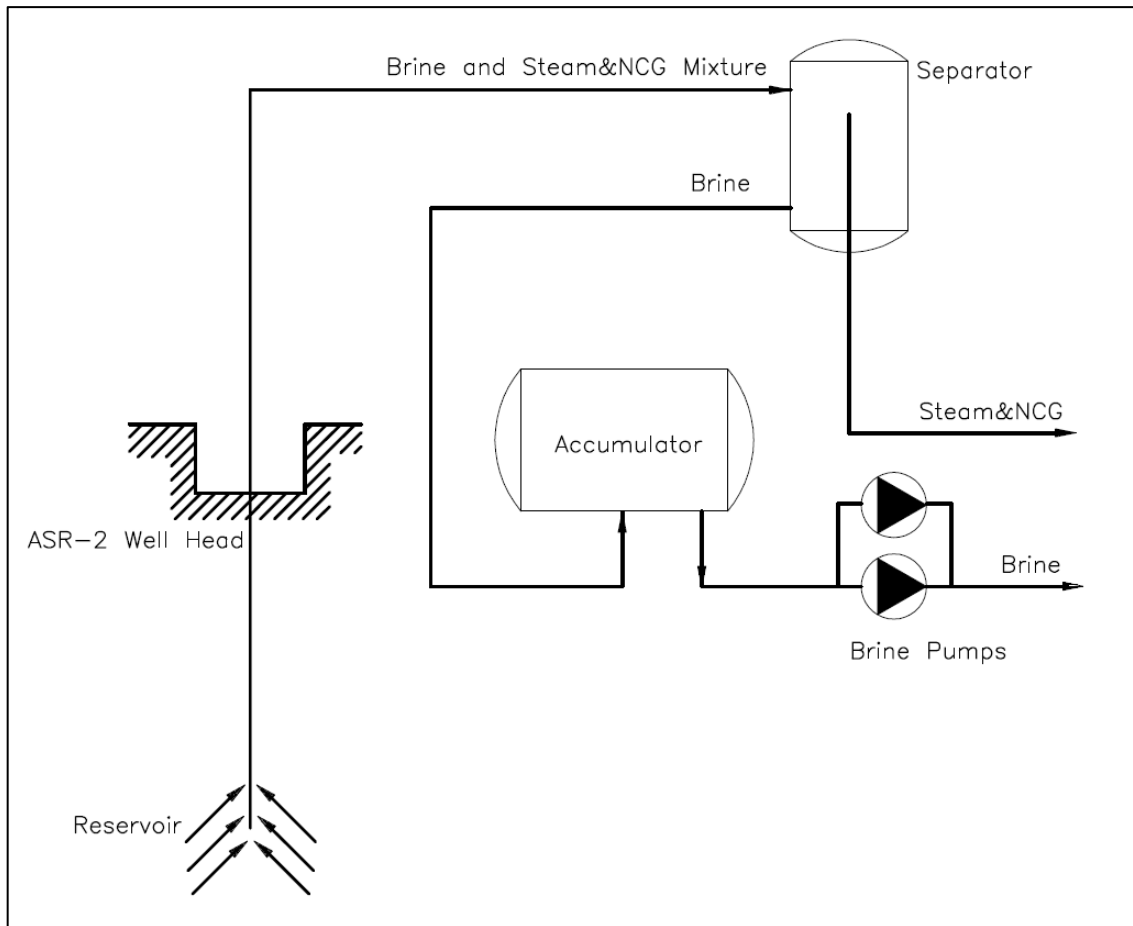 Brine and Steam&NCG Mixture
Separator
Brine
Steam&NCG
Accumulator
ASR-2 Well Head
Brine
Brine Pumps
Reservoir